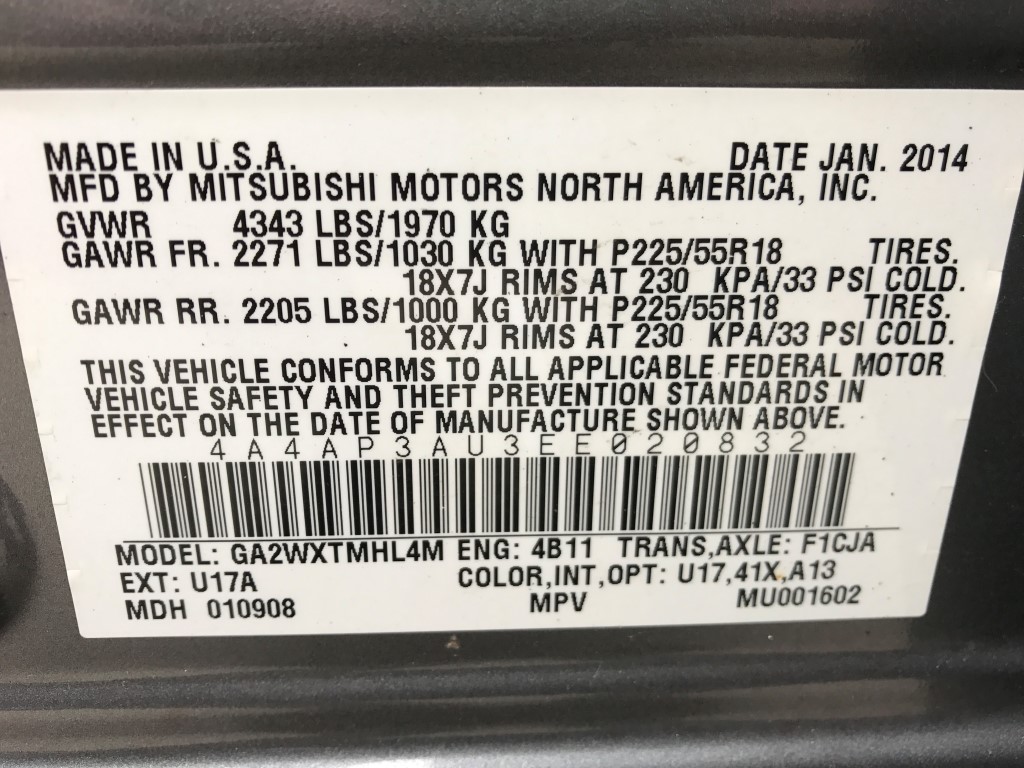 MADE IN U.S.A. DATE JAN. 2014
MFD BY MITSUBISHI MOTORS NORTH AMERICA, INC.
GVWR 4343 LBS/1970 KG
GAWR FR. 2271 LBS/1030 KG WITH P225/55R18 TIRES.
18X7J RIMS AT 230 KPA/33 PSI COLD.
GAWR RR. 2205 LBS/1000 KG WITH P225/55R18 TIRES.
18X7J RIMS AT 230 KPA/33 PSI COLD.
THIS VEHICLE CONFORMS TO ALL APPLICABLE FEDERAL MOTOR
VEHICLE SAFETY AND THEFT PREVENTION STANDARDS IN
EFFECT ON THE DATE OF MANUFACTURE SHOWN ABOVE.
4A4AP3AU3EE020832
MODEL: GA2WXTMHL4M ENG: 4B11 TRANS,AXLE: F1CJA
EXT: U17A COLOR,INT,OPT: U17,41X,A13
MDH 010908 MPV MU001602